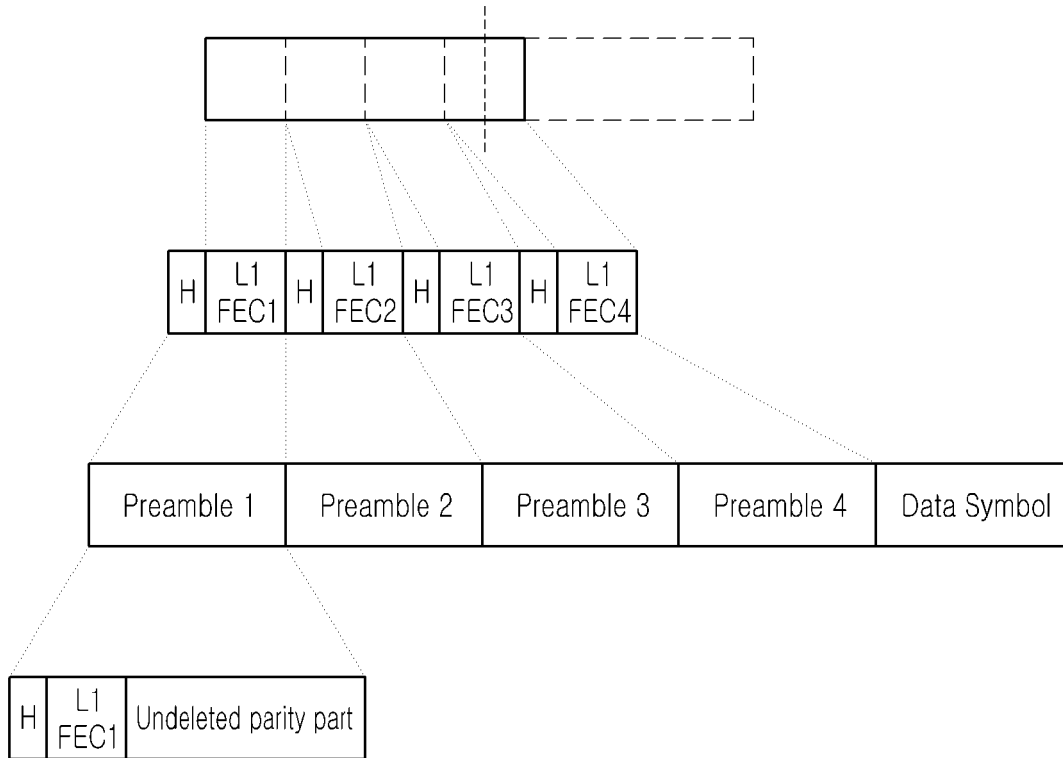 H L1 FEC1 H L1 FEC2 H L1 FEC3 H L1 FEC4
Preamble 1 Preamble 2 Preamble 3 Preamble 4 Data Symbol
H L1 FEC1 Undeleted parity part